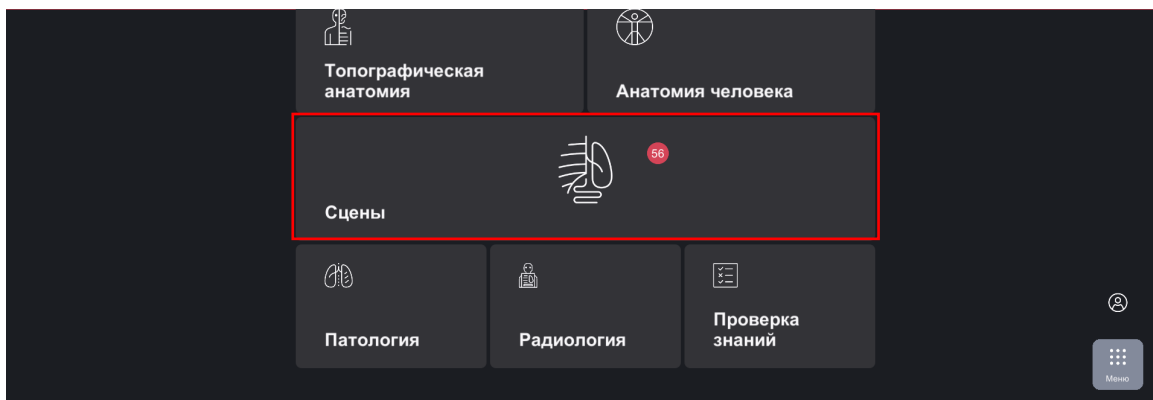 Топографическая
анатомия
Анатомия человека
56
Сцены
Патология
Радиология
Проверка
знаний
Меню